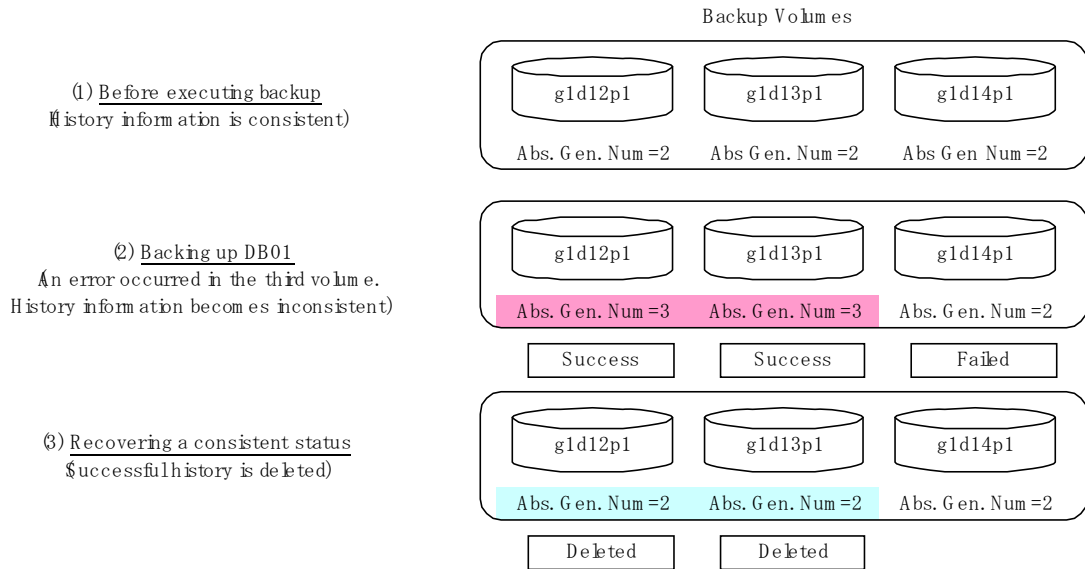 Backup Volumes
(1) Before executing backup
(History information is consistent)
g1d12p1 g1d13p1 g1d14p1
Abs. Gen. Num=2 Abs Gen. Num=2 Abs Gen Num=2
(2) Backing up DB01
(An error occurred in the third volume.
History information becomes inconsistent)
g1d12p1 g1d13p1 g1d14p1
Abs. Gen. Num=3 Abs. Gen. Num=3 Abs. Gen. Num=2
Success Success Failed
(3) Recovering a consistent status
(Successful history is deleted)
g1d12p1 g1d13p1 g1d14p1
Abs. Gen. Num=2 Abs. Gen. Num=2 Abs. Gen. Num=2
Deleted Deleted